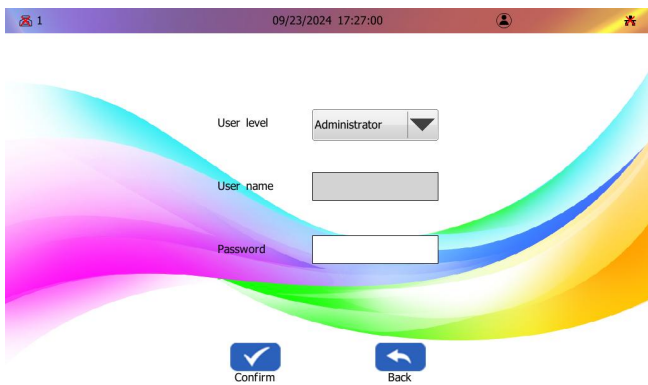 1 09/23/2024 17:27:00
User level Administrator
User name
Password
Confirm Back